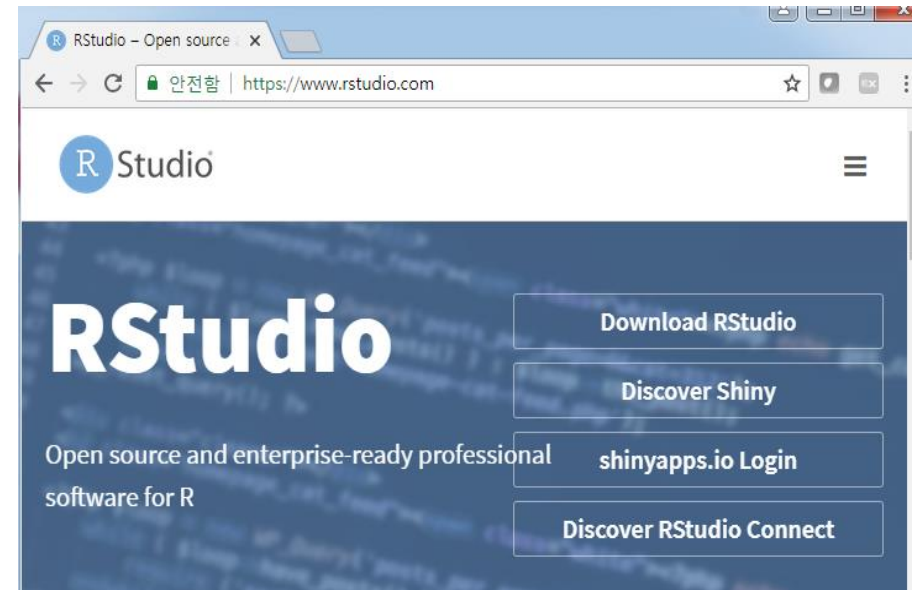 RStudio – Open source
안전함 | https://www.rstudio.com
R Studio
RStudio
Open source and enterprise-ready professional
software for R
Download RStudio
Discover Shiny
shinyapps.io Login
Discover RStudio Connect